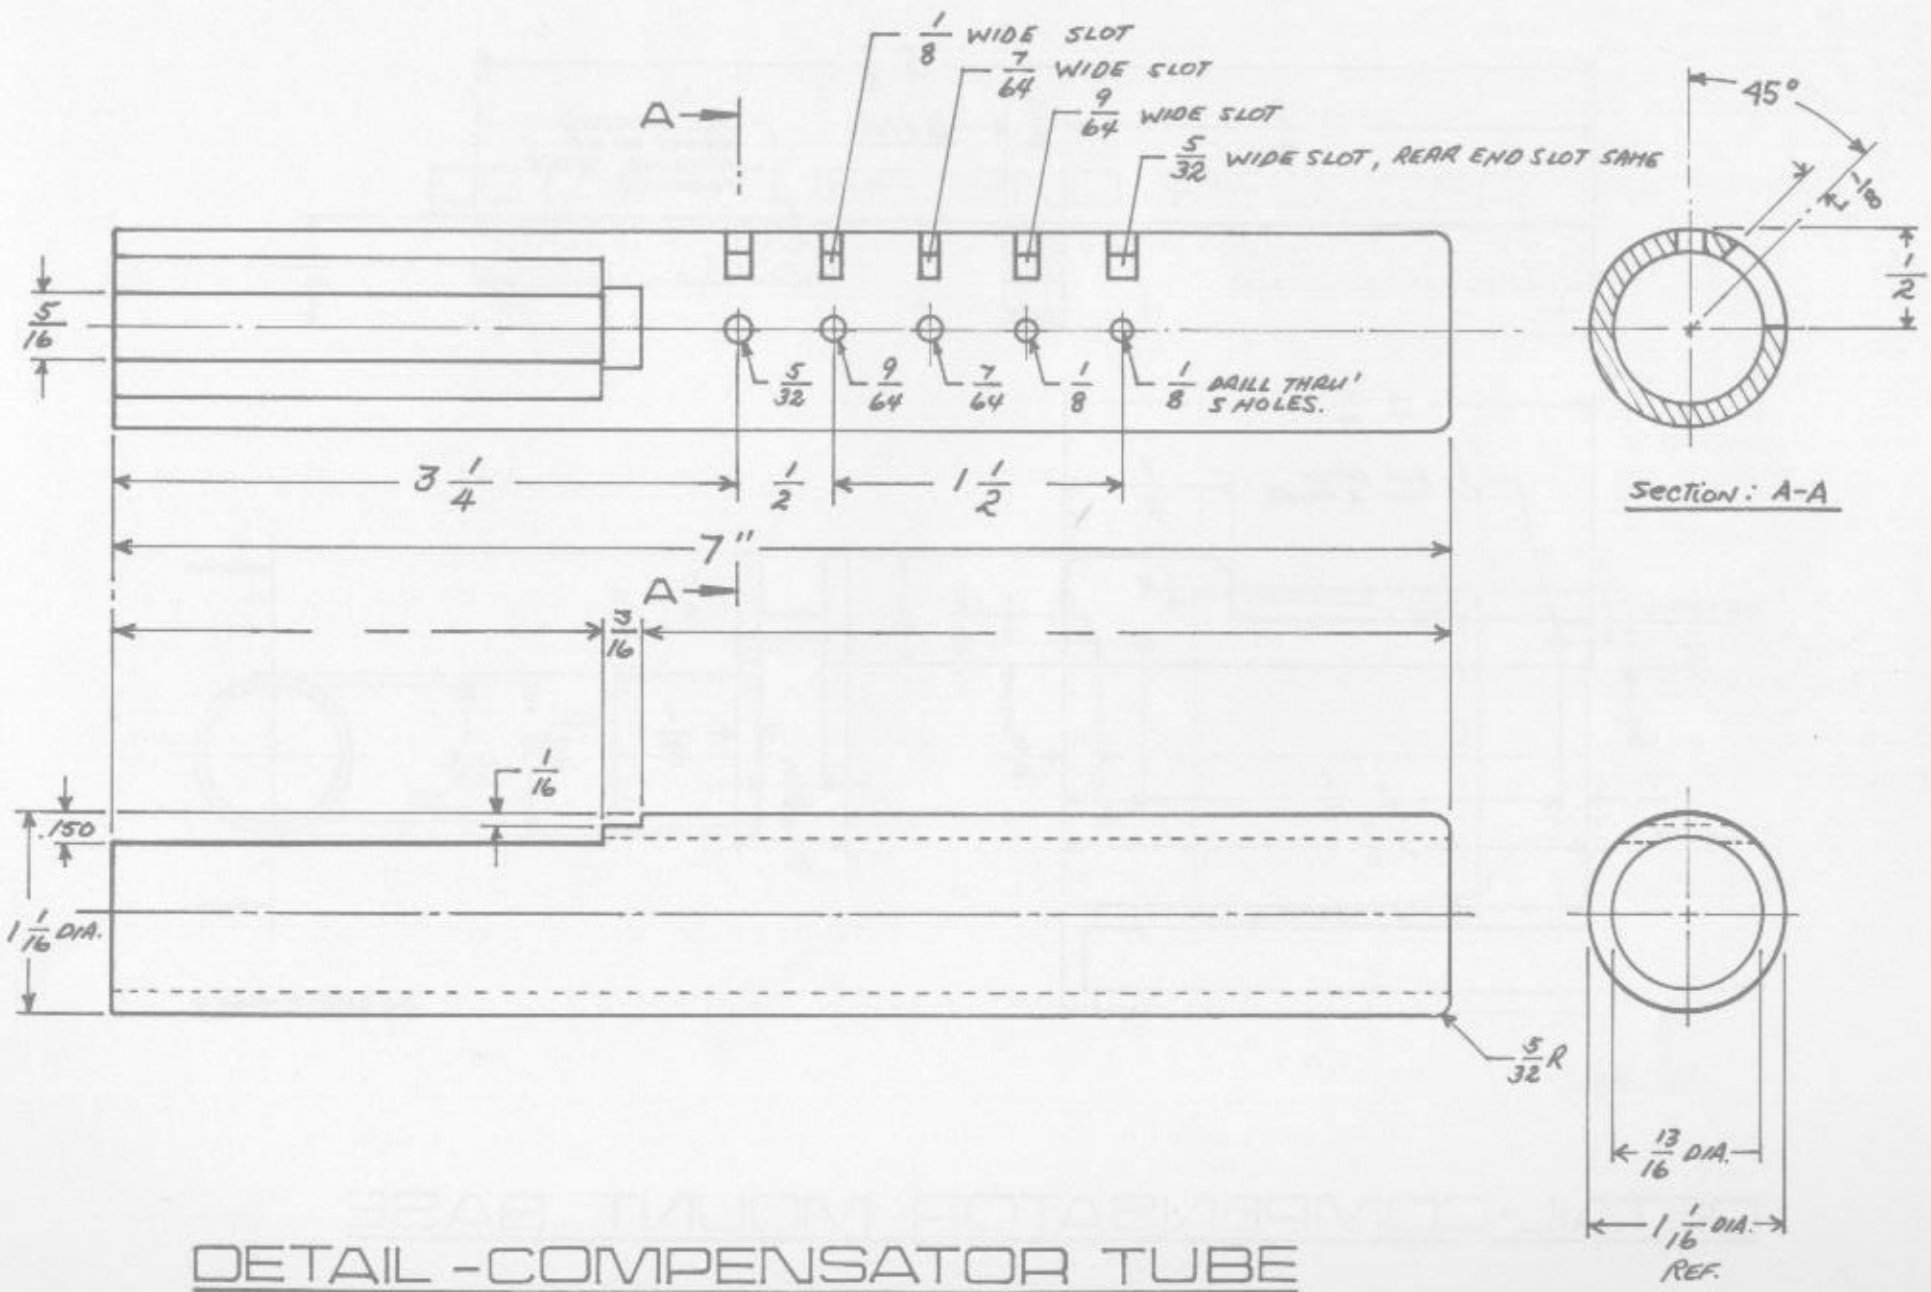 1/8 WIDE SLOT
7/64 WIDE SLOT
9/64 WIDE SLOT
5/32 WIDE SLOT, REAR END SLOT SAME
A
45°
1/8
1/2
5/16
5/32
9/64
7/64
1/8
1/8 DRILL THRU'
5 HOLES.
3 1/4
1/2
1 1/2
SECTION: A-A
7"
A
3/16
1/16
.150
1 1/16 DIA.
5/32 R
13/16 DIA.
1 1/16 DIA.
REF.
DETAIL-COMPENSATOR TUBE